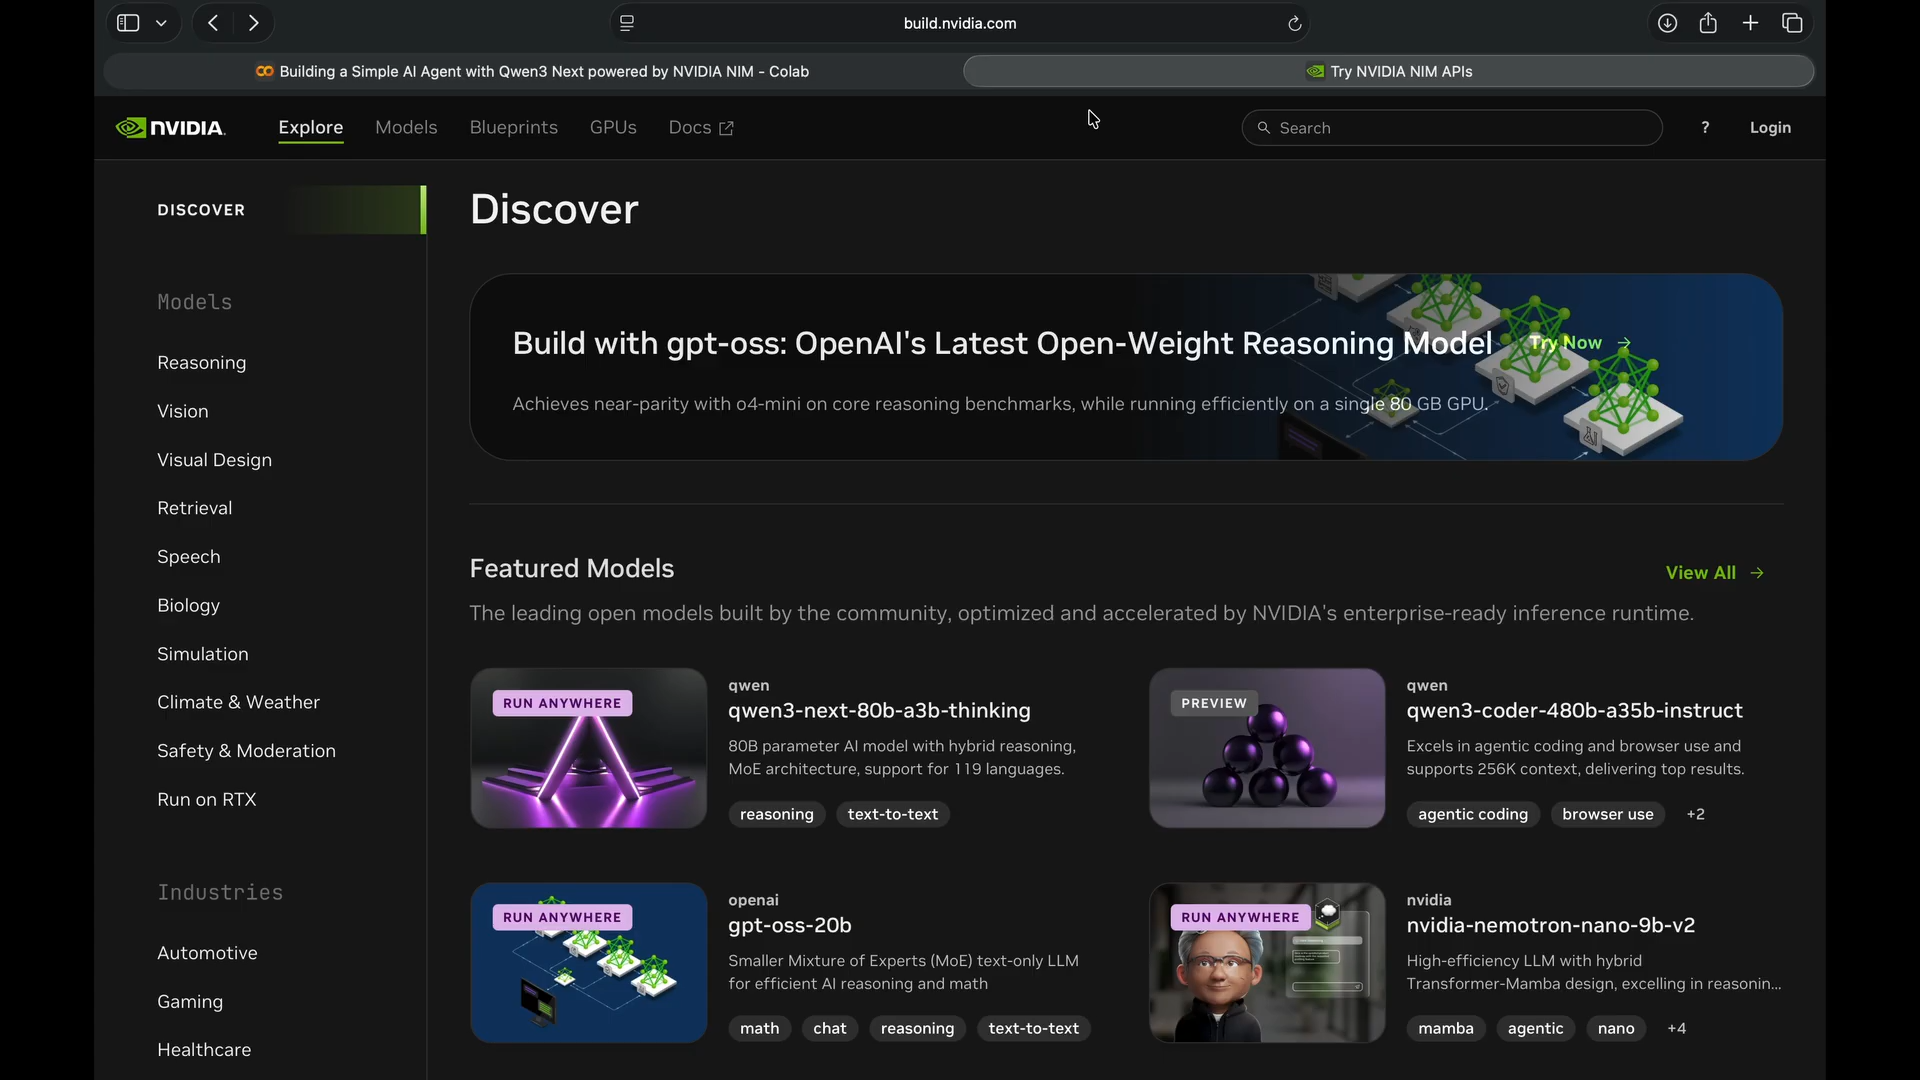 build.nvidia.com
Building a Simple AI Agent with Qwen3 Next powered by NVIDIA NIM - Colab
Try NVIDIA NIM APIs
NVIDIA.
Explore
Models
Blueprints
GPUs
Docs
Search
?
Login
DISCOVER
Models
Reasoning
Vision
Visual Design
Retrieval
Speech
Biology
Simulation
Climate & Weather
Safety & Moderation
Run on RTX
Industries
Automotive
Gaming
Healthcare
Discover
Build with gpt-oss: OpenAI's Latest Open-Weight Reasoning Model
Try Now →
Achieves near-parity with o4-mini on core reasoning benchmarks, while running efficiently on a single 80 GB GPU.
Featured Models
View All →
The leading open models built by the community, optimized and accelerated by NVIDIA's enterprise-ready inference runtime.
RUN ANYWHERE
qwen
qwen3-next-80b-a3b-thinking
80B parameter AI model with hybrid reasoning,
MoE architecture, support for 119 languages.
reasoning
text-to-text
PREVIEW
qwen
qwen3-coder-480b-a35b-instruct
Excels in agentic coding and browser use and
supports 256K context, delivering top results.
agentic coding
browser use
+2
RUN ANYWHERE
openai
gpt-oss-20b
Smaller Mixture of Experts (MoE) text-only LLM
for efficient AI reasoning and math
math
chat
reasoning
text-to-text
RUN ANYWHERE
nvidia
nvidia-nemotron-nano-9b-v2
High-efficiency LLM with hybrid
Transformer-Mamba design, excelling in reasonin...
mamba
agentic
nano
+4